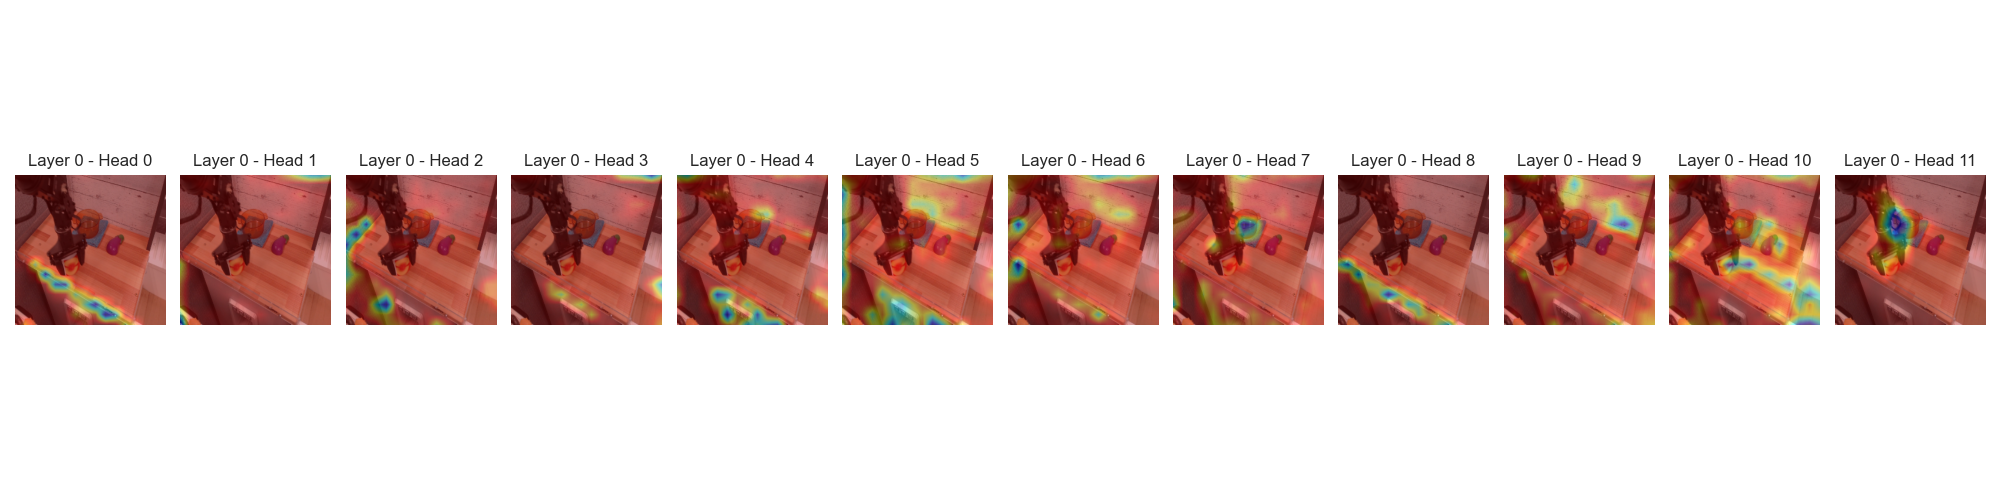 Layer 0 - Head 0
Layer 0 - Head 1
Layer 0 - Head 2
Layer 0 - Head 3
Layer 0 - Head 4
Layer 0 - Head 5
Layer 0 - Head 6
Layer 0 - Head 7
Layer 0 - Head 8
Layer 0 - Head 9
Layer 0 - Head 10
Layer 0 - Head 11